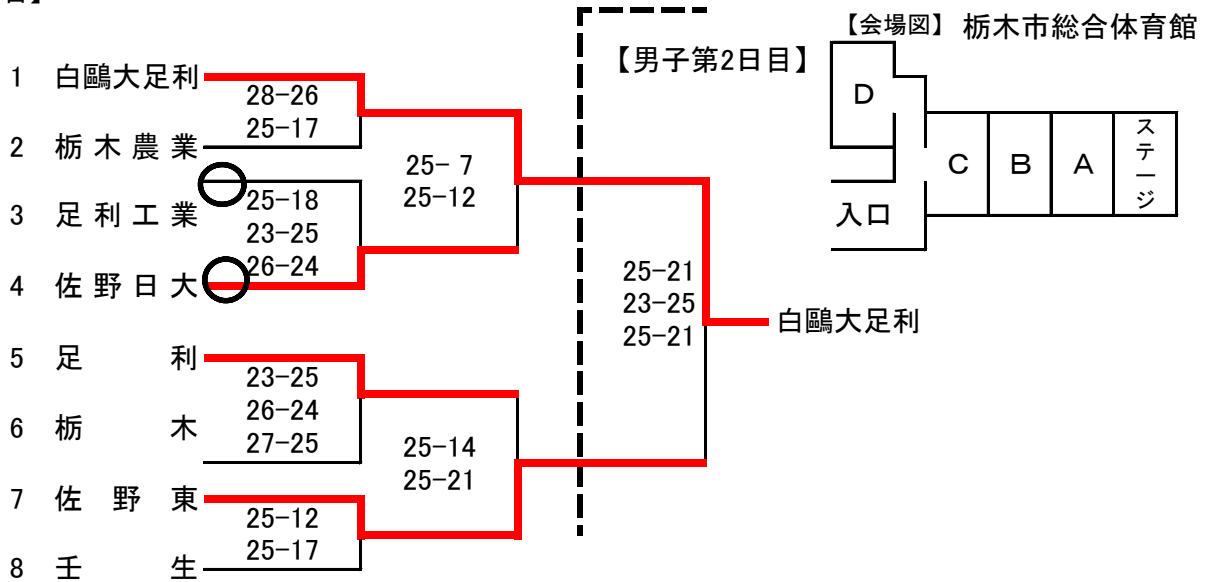 日】
【会場図】 栃木市総合体育館
【男子第2日目】
1 白鷗大足利
28-26
25-17
2 栃木農業
25- 7
25-12
3 足利工業
25-18
23-25
26-24
4 佐野日大
5 足利
23-25
26-24
27-25
6 栃木
25-14
25-21
7 佐野東
25-12
25-17
8 壬生
25-21
23-25
25-21
白鷗大足利
D
C B A ステージ
入口